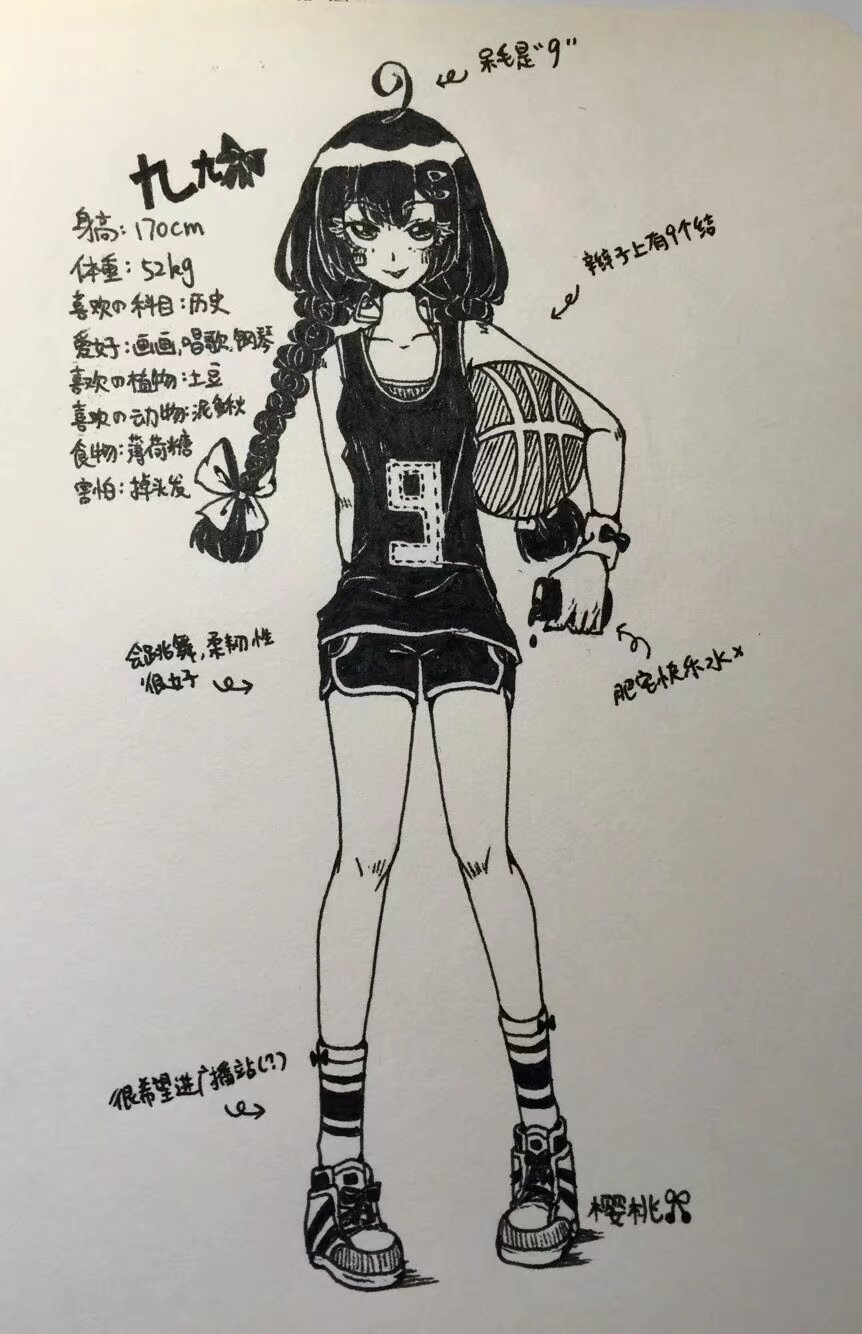 呆毛是“9”
九九
身高：170cm
体重：52kg
喜欢の科目：历史
爱好：画画，唱歌，钢琴
喜欢の植物：土豆
喜欢の动物：泥鳅
食物：薄荷糖
害怕：掉头发
辫子上有9个结
9
会跳舞，柔韧性
很好
肥宅快乐水×
很希望进广播站（？）
樱桃